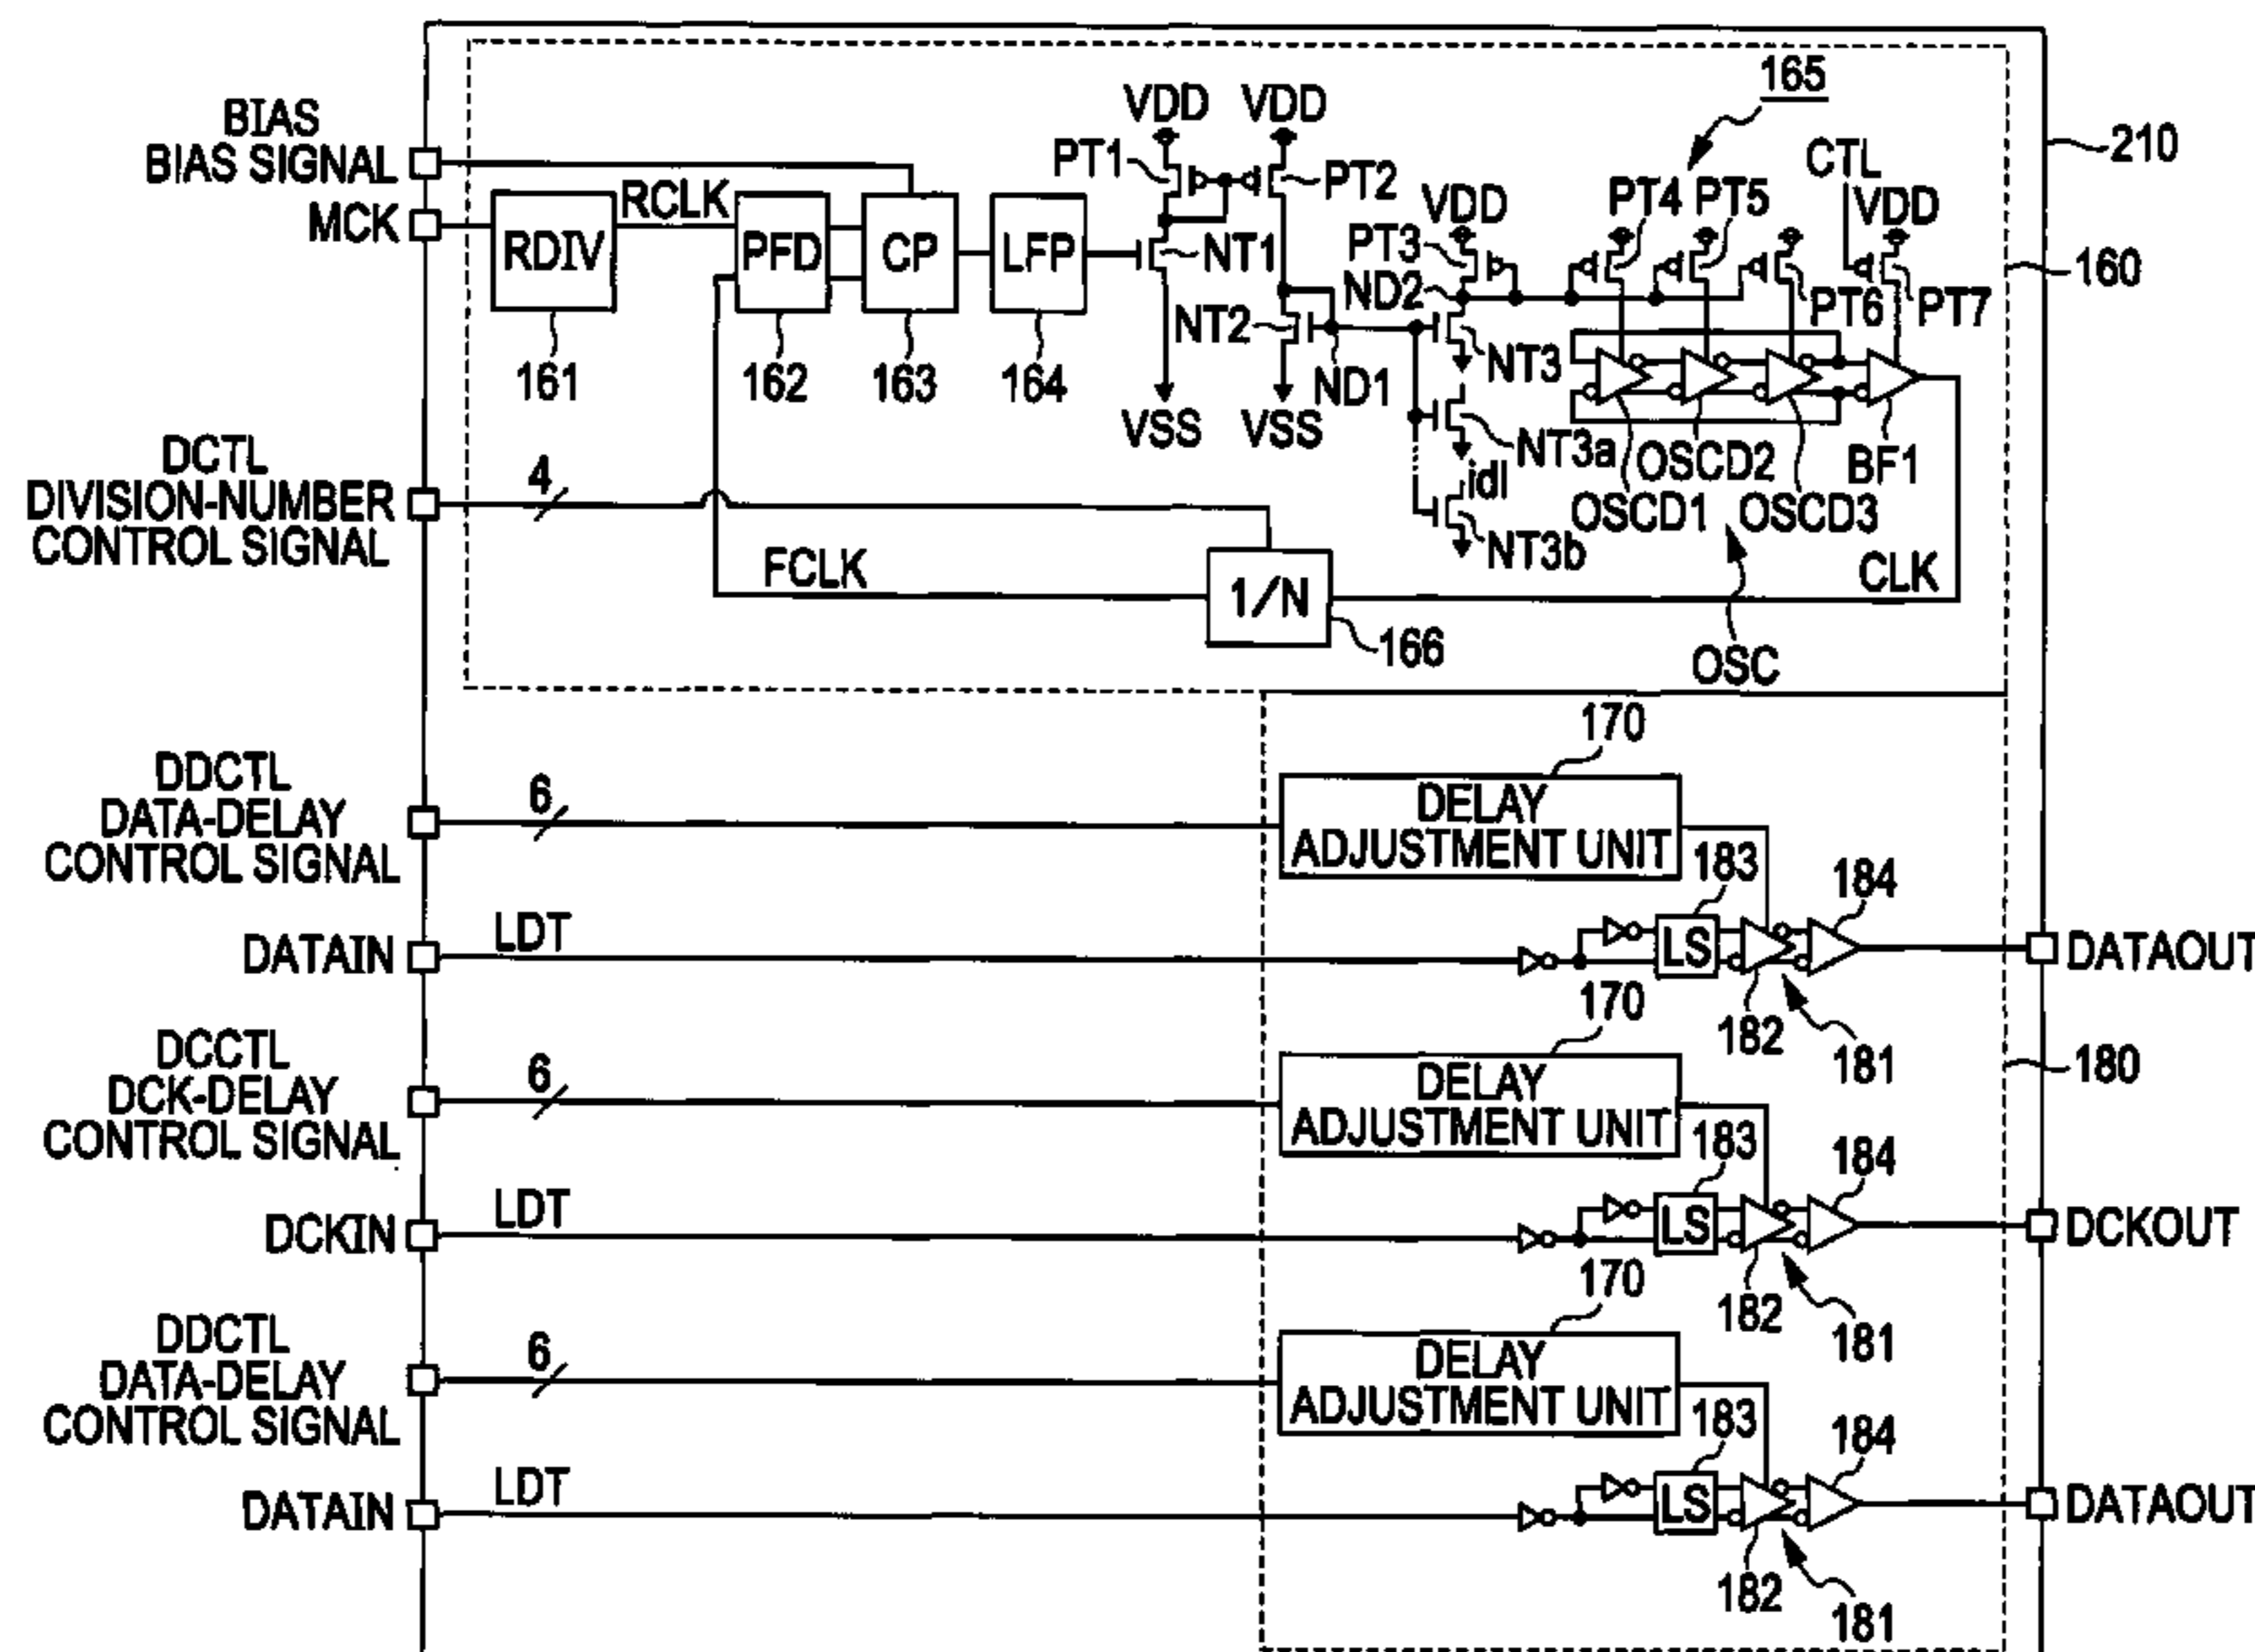 165
VDD VDD
BIAS
BIAS SIGNAL
MCK
RDIV
RCLK
PFD
CP
LFP
161
162
163
164
PT1
PT2
NT1
NT2
VSS VSS
ND1
VDD
PT3
ND2
NT3
NT3a
idl
NT3b
PT4 PT5
PT6
CTL
VDD
PT7
OSCD1
OSCD2
OSCD3
BF1
OSC
CLK
210
160
DCTL
DIVISION-NUMBER
CONTROL SIGNAL
4
FCLK
1/N
166
DDCTL
DATA-DELAY
CONTROL SIGNAL
6
170
DELAY
ADJUSTMENT UNIT
DATAIN
LDT
183
LS
184
182
181
DATAOUT
DCCTL
DCK-DELAY
CONTROL SIGNAL
6
170
DELAY
ADJUSTMENT UNIT
180
DCKIN
LDT
183
LS
184
182
181
DCKOUT
DDCTL
DATA-DELAY
CONTROL SIGNAL
6
170
DELAY
ADJUSTMENT UNIT
DATAIN
LDT
183
LS
184
182
181
DATAOUT